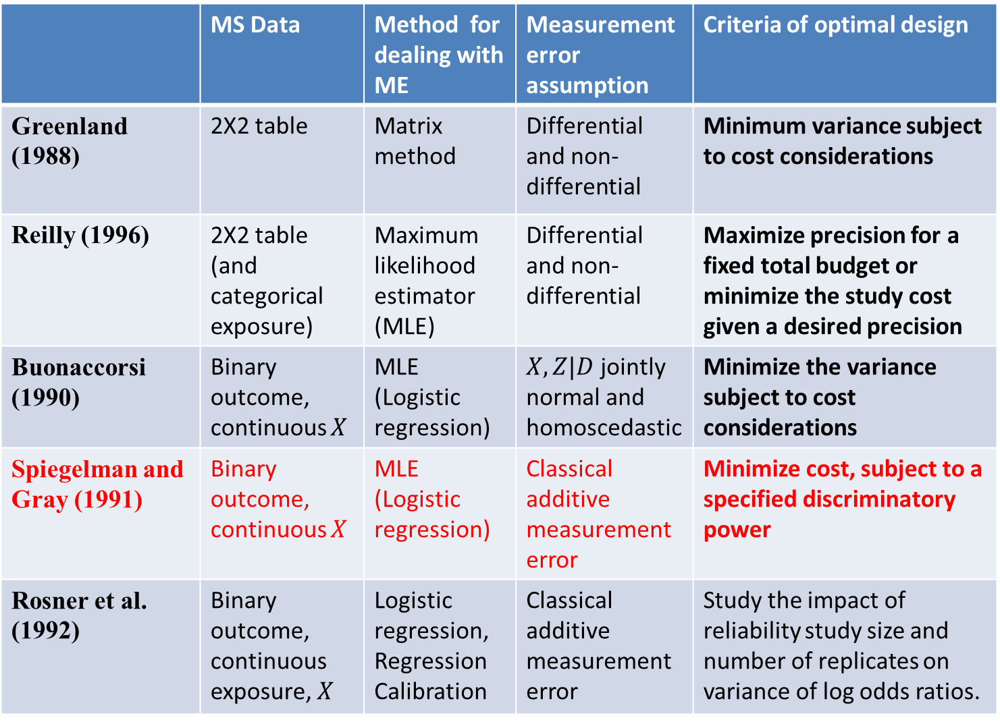 MS Data
Method for
dealing with
ME
Measurement
error
assumption
Criteria of optimal design
Greenland
(1988)
2X2 table
Matrix
method
Differential
and non-
differential
Minimum variance subject
to cost considerations
Reilly (1996)
2X2 table
(and
categorical
exposure)
Maximum
likelihood
estimator
(MLE)
Differential
and non-
differential
Maximize precision for a
fixed total budget or
minimize the study cost
given a desired precision
Buonaccorsi
(1990)
Binary
outcome,
continuous X
MLE
(Logistic
regression)
X, Z|D jointly
normal and
homoscedastic
Minimize the variance
subject to cost
considerations
Spiegelman and
Gray (1991)
Binary
outcome,
continuous X
MLE
(Logistic
regression)
Classical
additive
measurement
error
Minimize cost, subject to a
specified discriminatory
power
Rosner et al.
(1992)
Binary
outcome,
continuous
exposure, X
Logistic
regression,
Regression
Calibration
Classical
additive
measurement
error
Study the impact of
reliability study size and
number of replicates on
variance of log odds ratios.